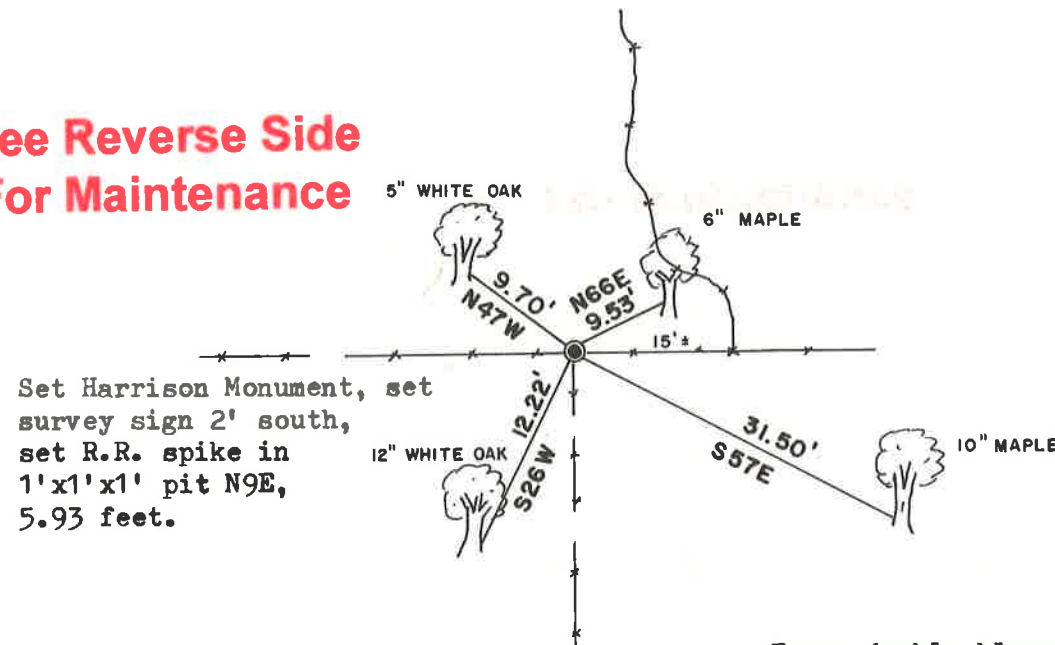 ee Reverse Side
For Maintenance
5" WHITE OAK
6" MAPLE
9.70'
N47W
N66E
9.53'
15'±
Set Harrison Monument, set
survey sign 2' south,
set R.R. spike in
1'x1'x1' pit N9E,
5.93 feet.
12.22'
S26W
12" WHITE OAK
31.50'
S57E
10" MAPLE